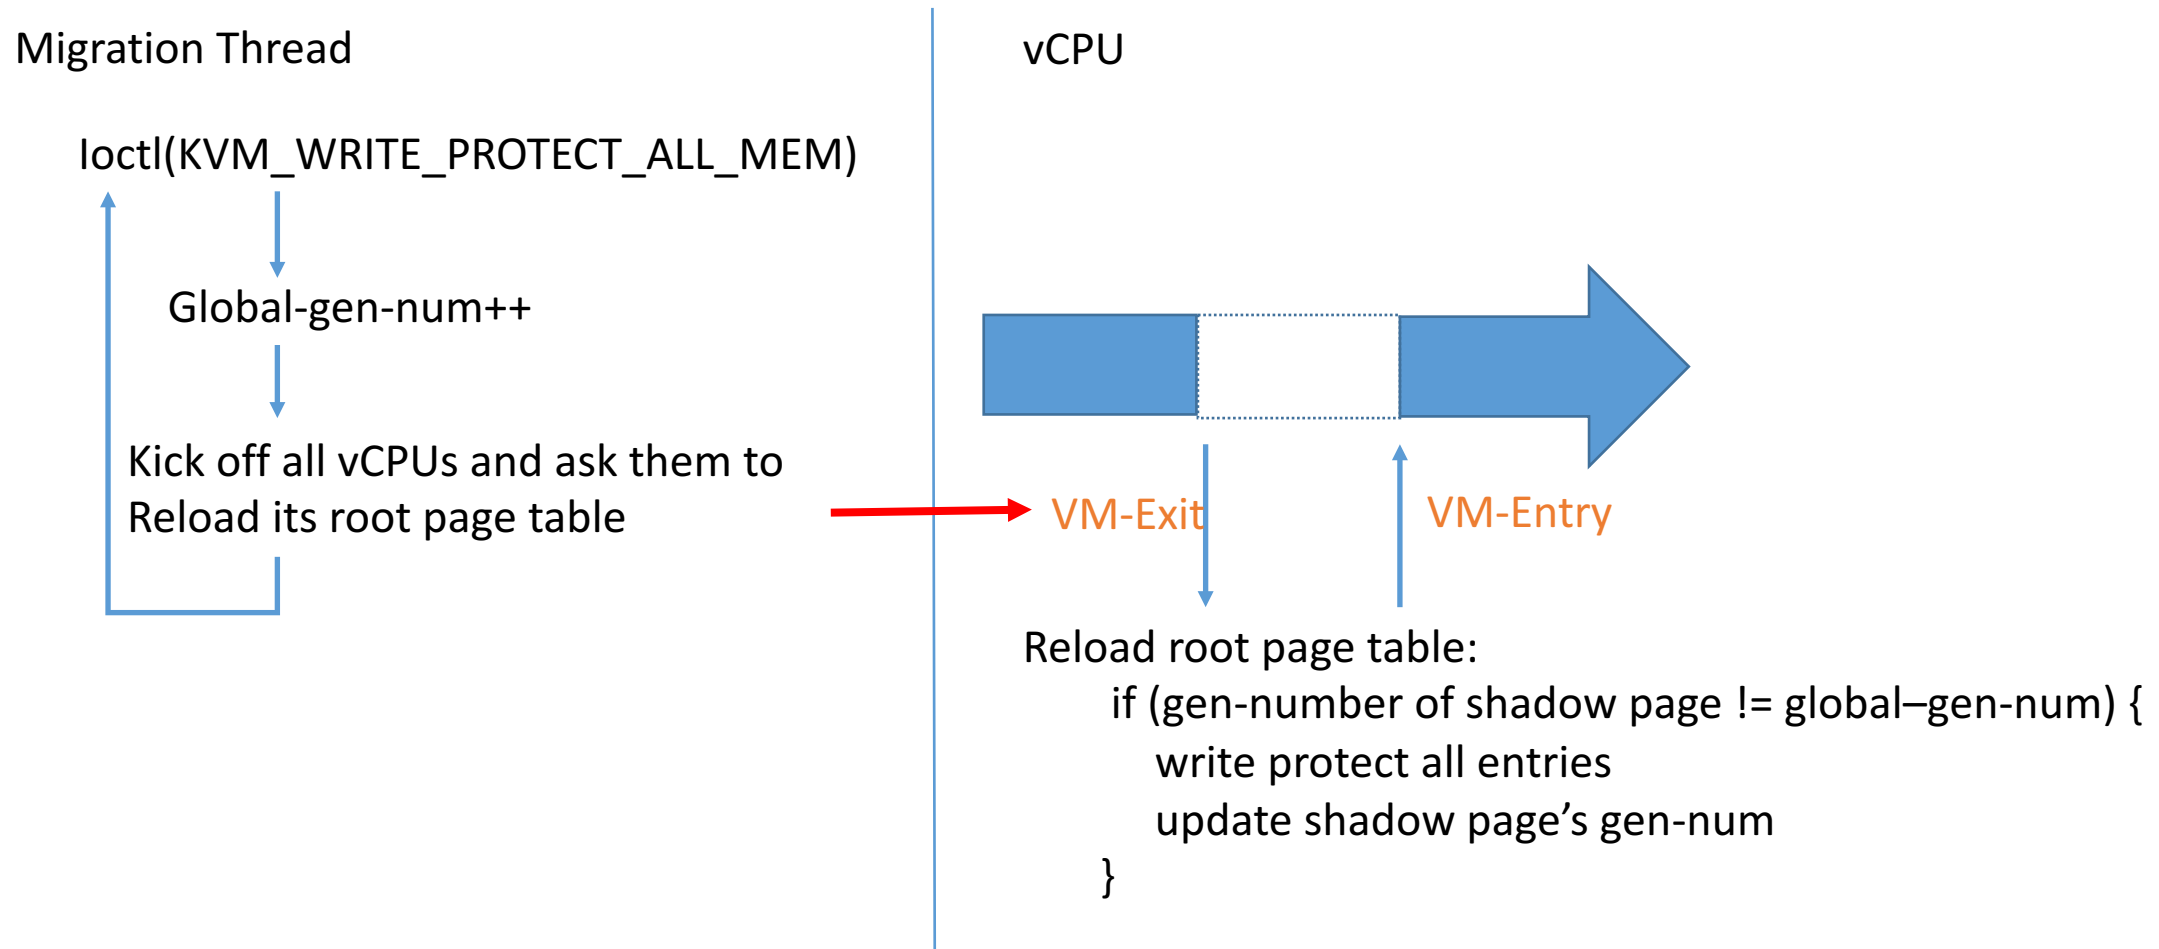 Migration Thread
Ioctl(KVM_WRITE_PROTECT_ALL_MEM)
Global-gen-num++
Kick off all vCPUs and ask them to
Reload its root page table
vCPU
VM-Exit
VM-Entry
Reload root page table:
if (gen-number of shadow page != global–gen-num) {
write protect all entries
update shadow page’s gen-num
}